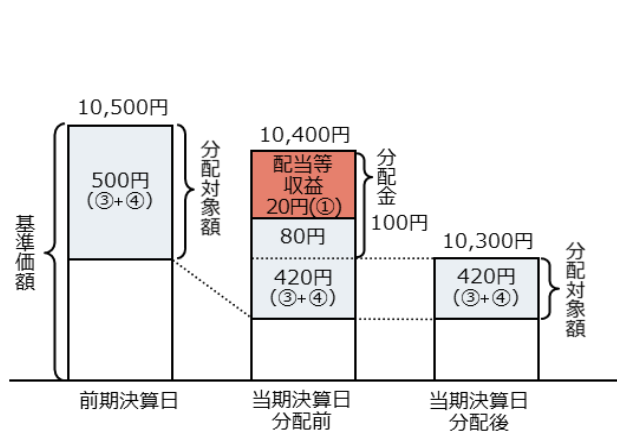 基準価額
10,500円
500円
(③+④)
分配対象額
前期決算日
10,400円
配当等
収益
20円(①)
80円
420円
(③+④)
分配金
100円
当期決算日
分配前
10,300円
420円
(③+④)
分配対象額
当期決算日
分配後